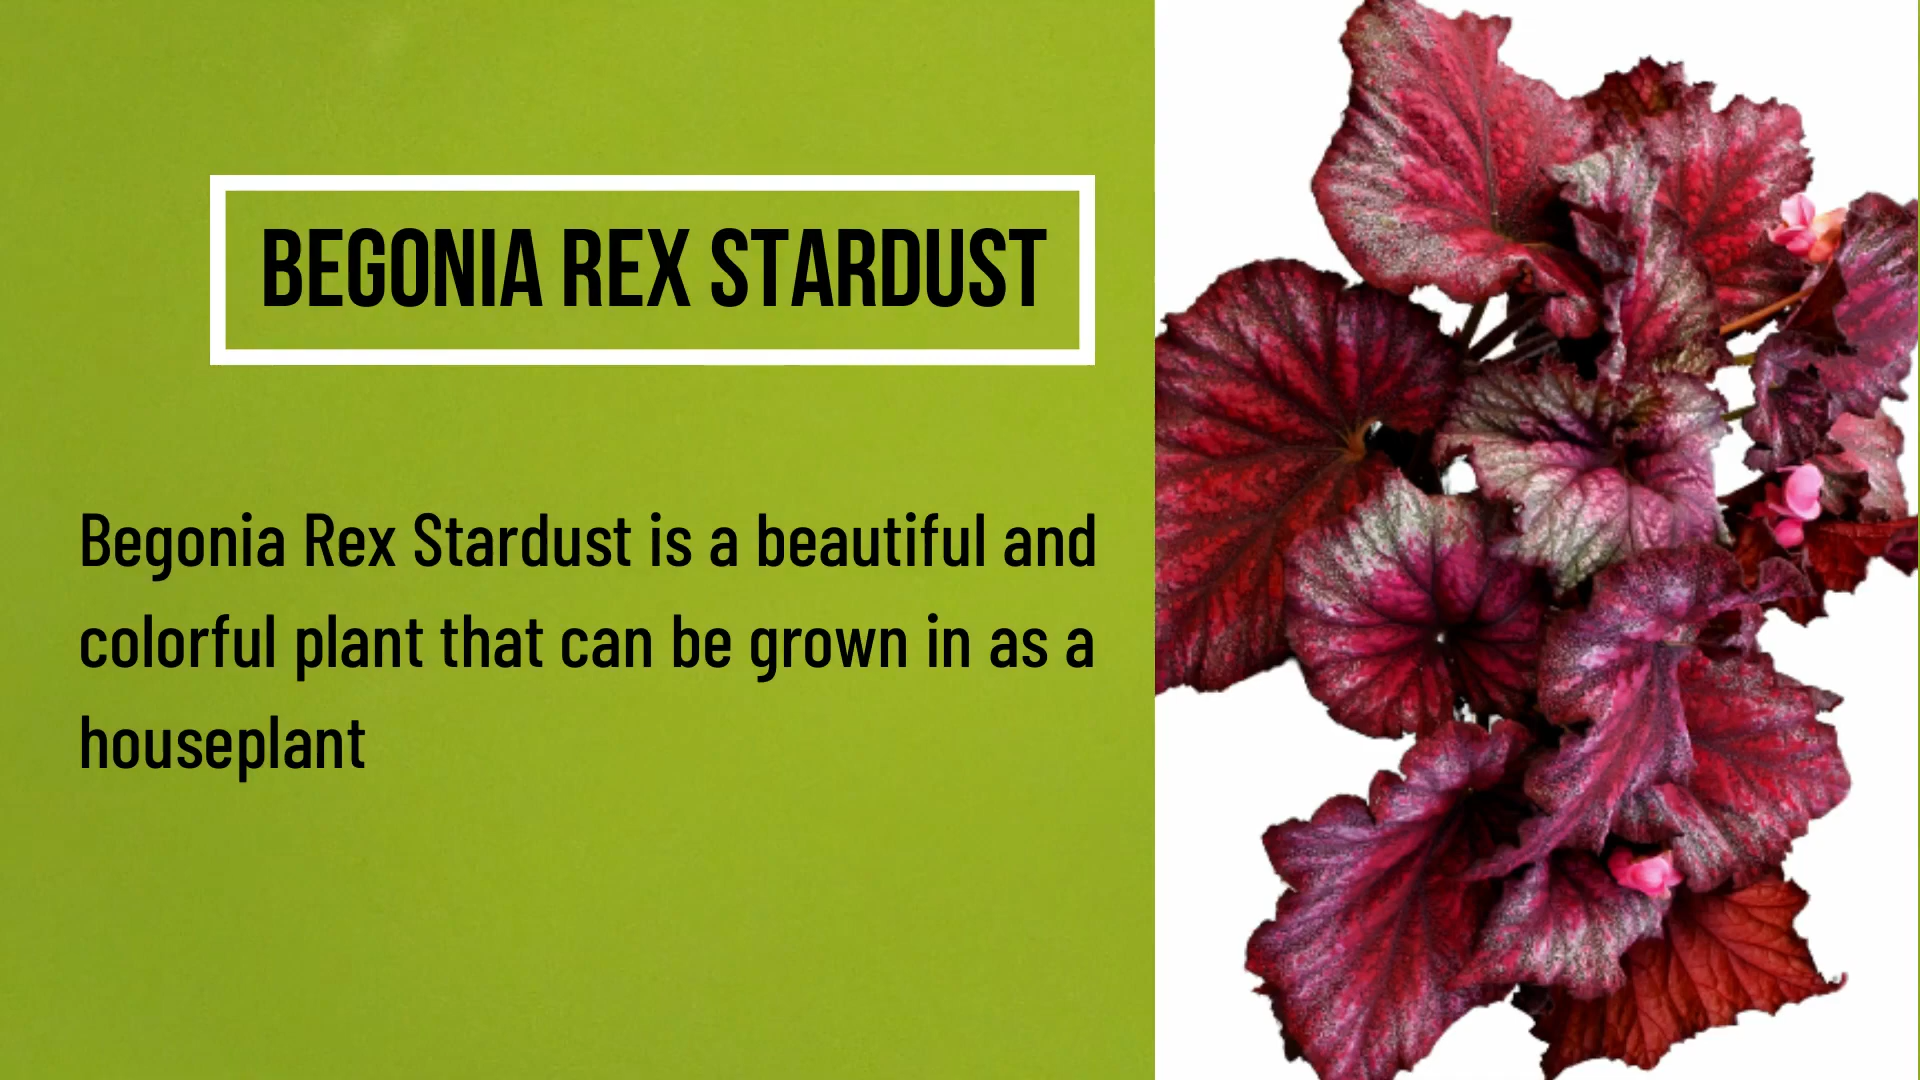 BEGONIA REX STARDUST
Begonia Rex Stardust is a beautiful and
colorful plant that can be grown in as a
houseplant